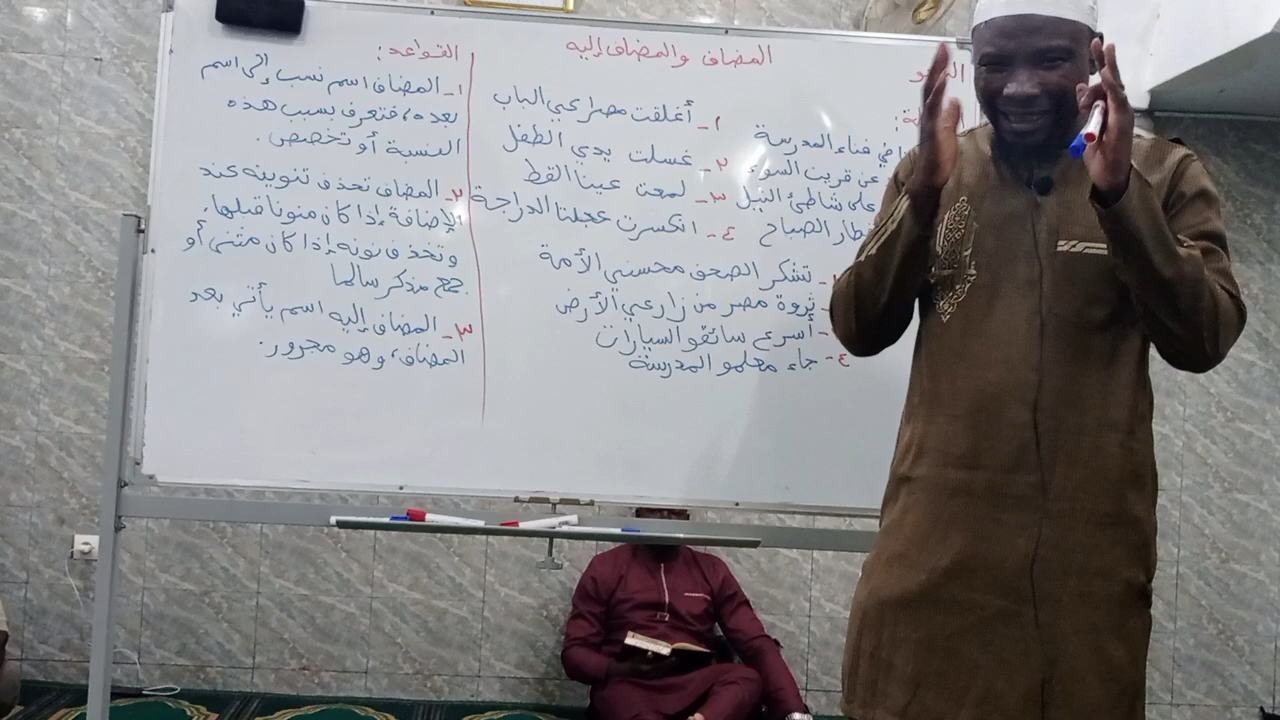 المضاف والمضاف إليه
فناء المدرسة
عن قريب السوء
على شاطئ النيل
قطار الصباح
١- أغلقت مصراعي الباب
٢- غسلت يدي الطفل
٣- لمعت عينا القط
٤- انكسرت عجلتا الدراجة
- تشكر الصحف محسني الأمة
- ثروة مصر من زارعي الأرض
- أسرع سائقو السيارات
٤- جاء معلمو المدرسة
القواعد:
١- المضاف اسم نسب إلى اسم
بعده، فتعرف بسبب هذه
النسبة أو تخصص.
٢- المضاف تحذف تنوينه عند
الإضافة إذا كان منونا قبلها،
وتحذف نونه إذا كان مثنى أو
جمع مذكر سالما
٣- المضاف إليه اسم يأتي بعد
المضاف، وهو مجرور.